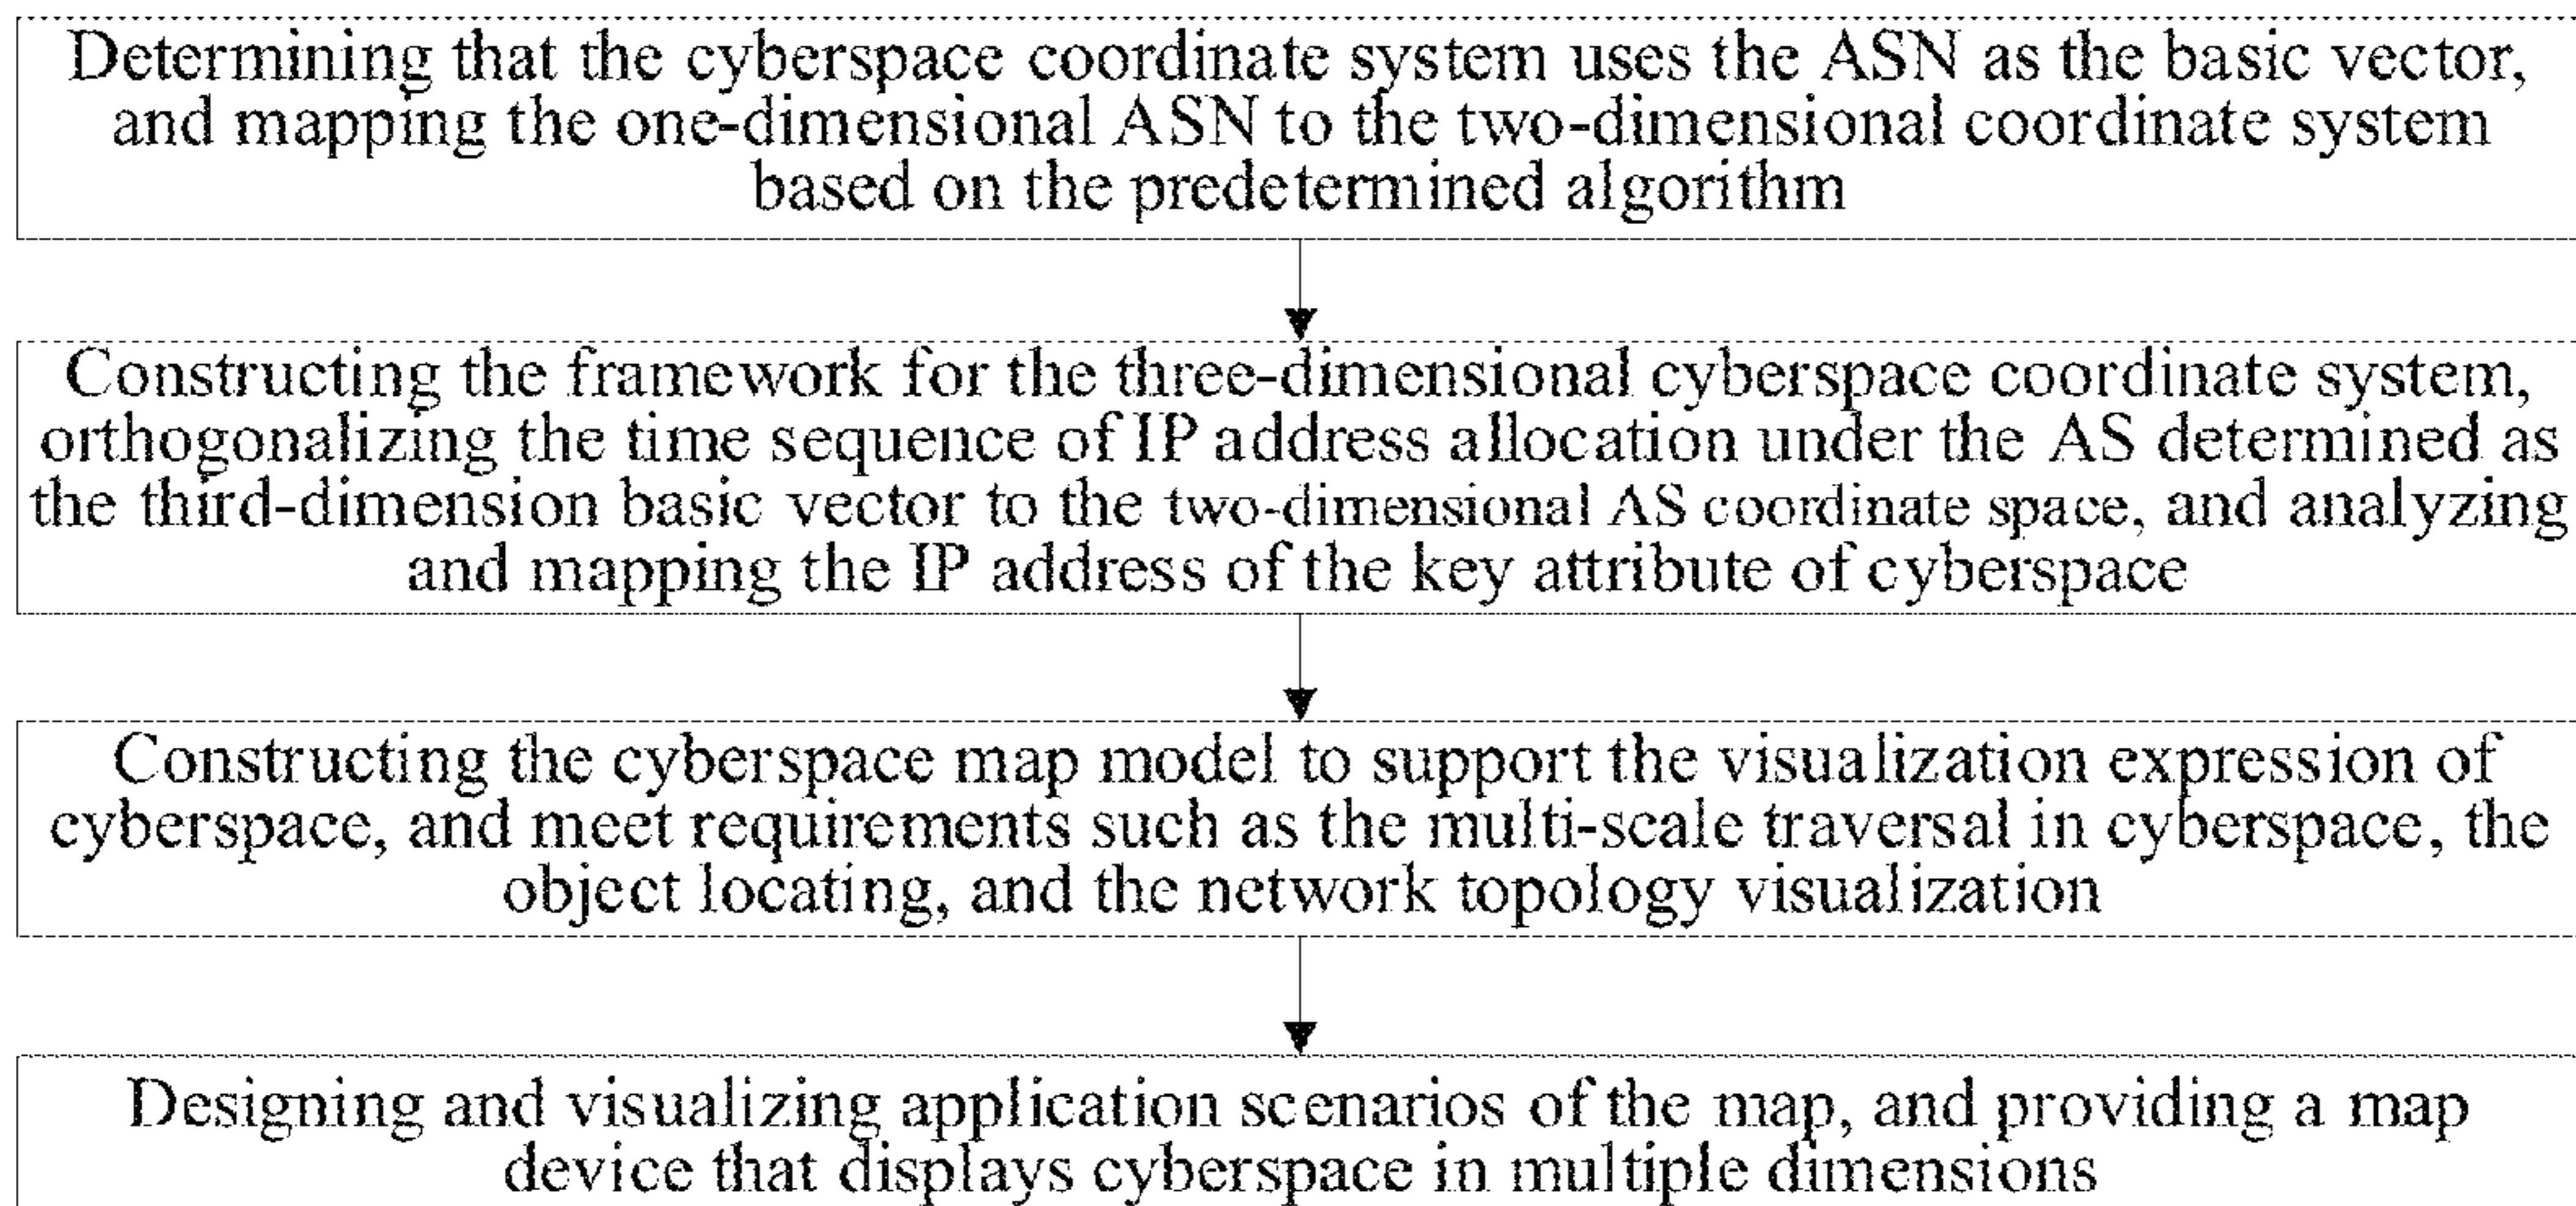 Determining that the cyberspace coordinate system uses the ASN as the basic vector,
and mapping the one-dimensional ASN to the two-dimensional coordinate system
based on the predetermined algorithm
Constructing the framework for the three-dimensional cyberspace coordinate system,
orthogonalizing the time sequence of IP address allocation under the AS determined as
the third-dimension basic vector to the two-dimensional AS coordinate space, and analyzing
and mapping the IP address of the key attribute of cyberspace
Constructing the cyberspace map model to support the visualization expression of
cyberspace, and meet requirements such as the multi-scale traversal in cyberspace, the
object locating, and the network topology visualization
Designing and visualizing application scenarios of the map, and providing a map
device that displays cyberspace in multiple dimensions